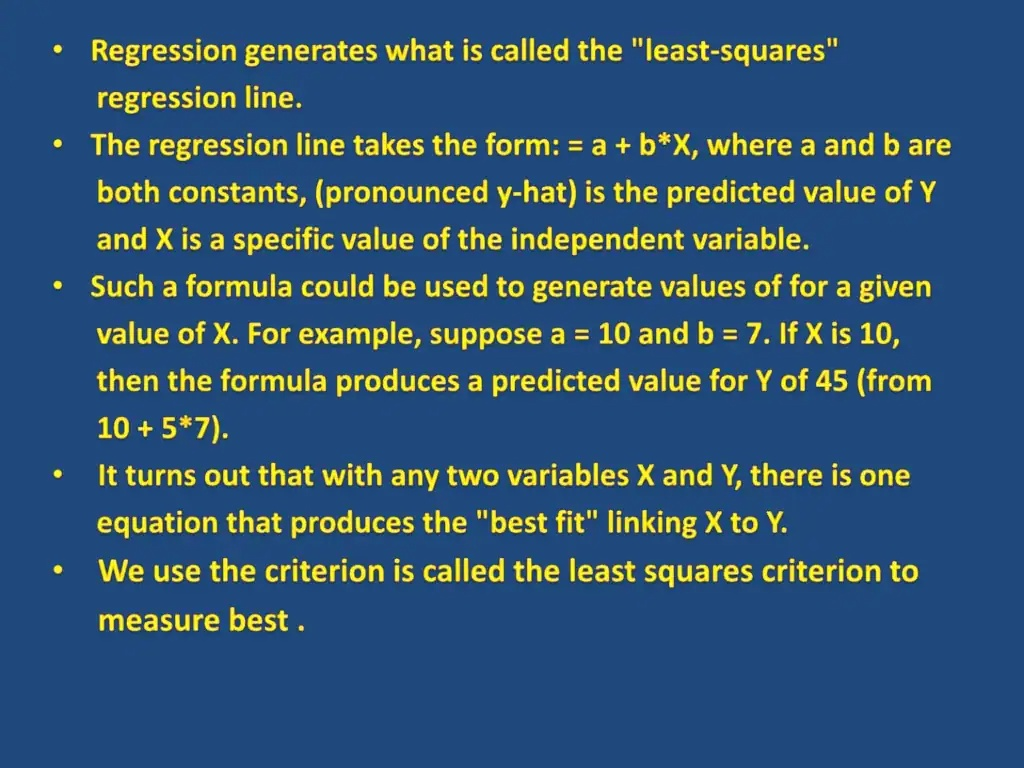 • Regression generates what is called the "least-squares"
regression line.
• The regression line takes the form: = a + b*X, where a and b are
both constants, (pronounced y-hat) is the predicted value of Y
and X is a specific value of the independent variable.
• Such a formula could be used to generate values of for a given
value of X. For example, suppose a = 10 and b = 7. If X is 10,
then the formula produces a predicted value for Y of 45 (from
10 + 5*7).
• It turns out that with any two variables X and Y, there is one
equation that produces the "best fit" linking X to Y.
• We use the criterion is called the least squares criterion to
measure best .